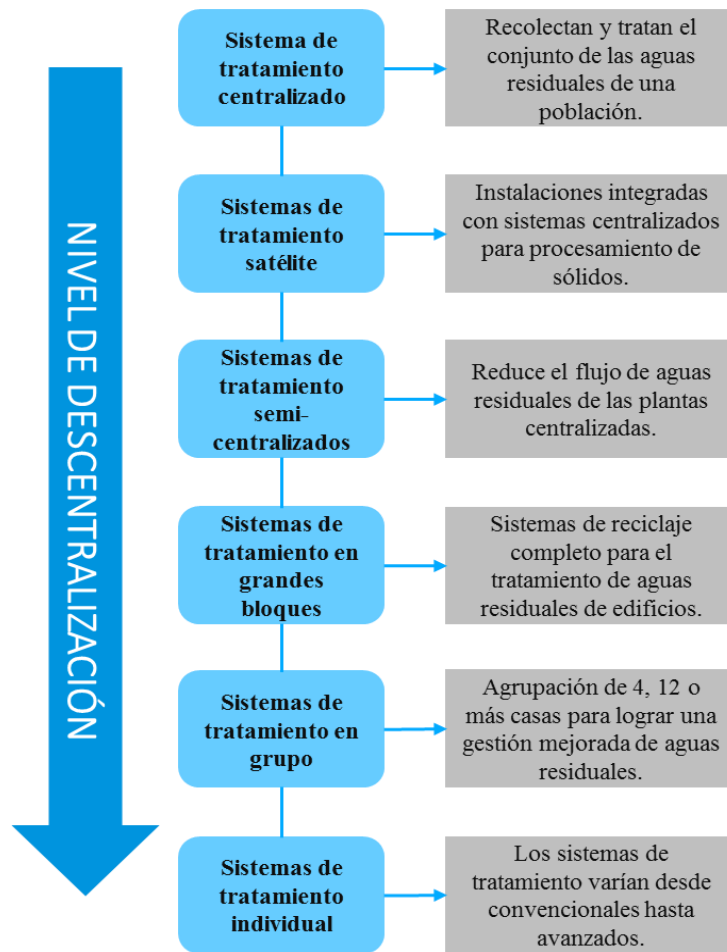 NIVEL DE DESCENTRALIZACIÓN
Sistema de
tratamiento
centralizado
Recolectan y tratan el
conjunto de las aguas
residuales de una
población.
Sistemas de
tratamiento
satélite
Instalaciones integradas
con sistemas centralizados
para procesamiento de
sólidos.
Sistemas de
tratamiento
semi-
centralizados
Reduce el flujo de aguas
residuales de las plantas
centralizadas.
Sistemas de
tratamiento en
grandes
bloques
Sistemas de reciclaje
completo para el
tratamiento de aguas
residuales de edificios.
Sistemas de
tratamiento en
grupo
Agrupación de 4, 12 o
más casas para lograr una
gestión mejorada de aguas
residuales.
Sistemas de
tratamiento
individual
Los sistemas de
tratamiento varían desde
convencionales hasta
avanzados.